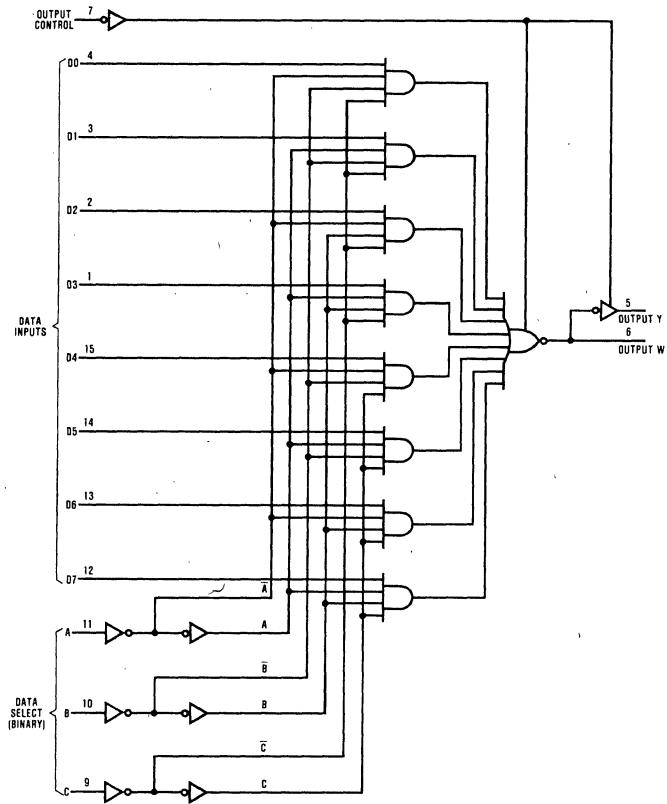 OUTPUT CONTROL 7
D0 4
D1 3
D2 2
D3 1
DATA INPUTS
D4 15
D5 14
D6 13
D7 12
5
OUTPUT Y
6
OUTPUT W
A̅
A 11
A
B̅
DATA SELECT (BINARY)
B 10
B
C̅
C 9
C